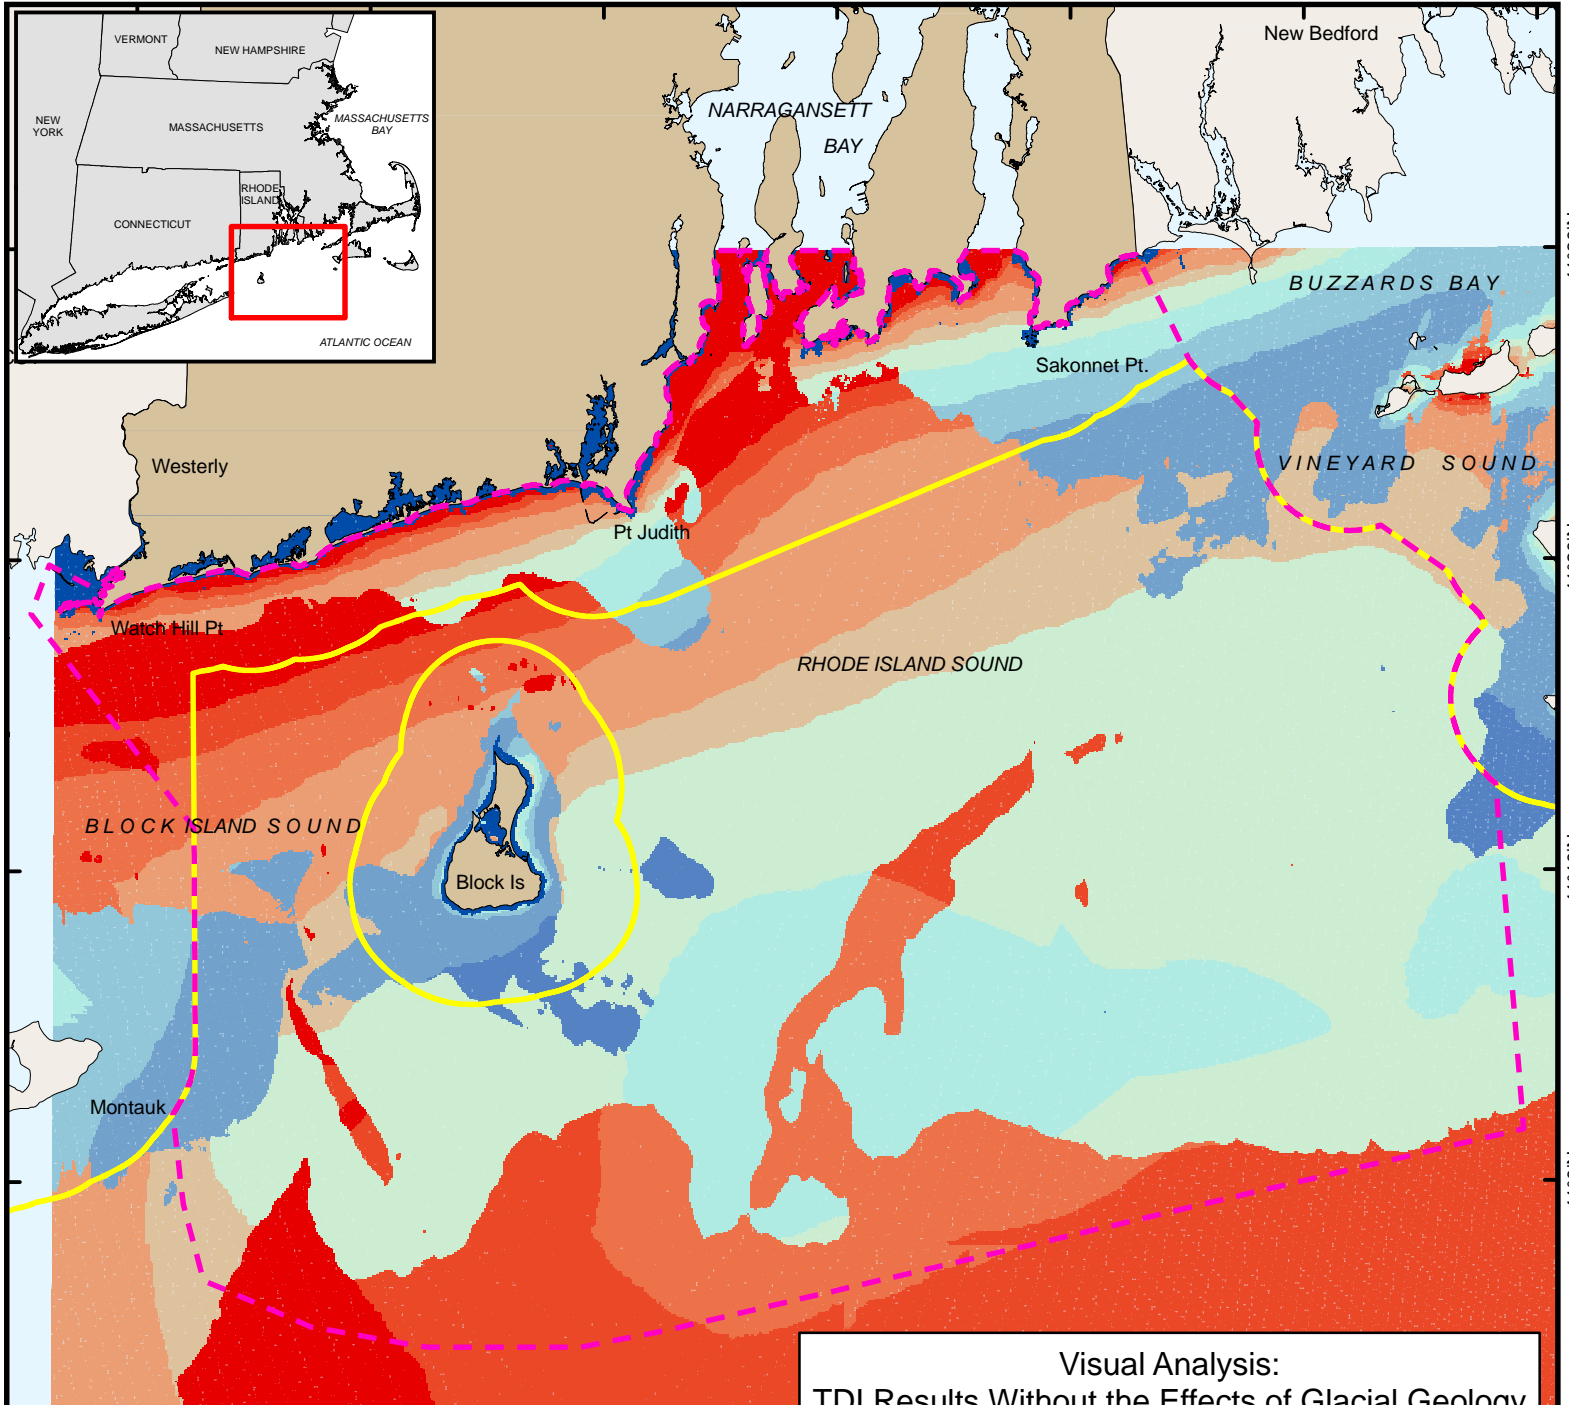 VERMONT
NEW HAMPSHIRE
NEW
YORK
MASSACHUSETTS
MASSACHUSETTS
BAY
RHODE
ISLAND
CONNECTICUT
ATLANTIC OCEAN
New Bedford
NARRAGANSETT
BAY
BUZZARDS BAY
Sakonnet Pt.
Westerly
VINEYARD SOUND
Pt Judith
Watch Hill Pt
RHODE ISLAND SOUND
BLOCK ISLAND SOUND
Block Is
Montauk
Visual Analysis:
TDI Results Without the Effects of Glacial Geology